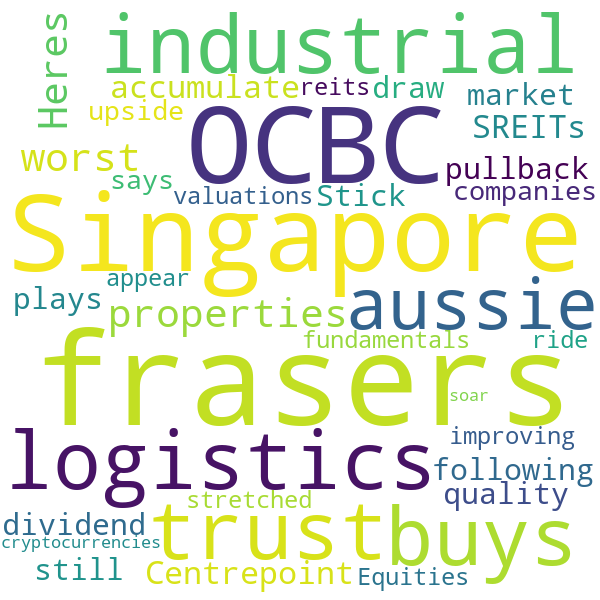 Heres industrial
accumulate reits draw market
upside OCBC SREITs
worst pullback
says valuations Stick companies
Singapore
appear
plays properties aussie
fundamentals ride
frasers
soar
logistics improving
following
stretched quality
dividend trust buys
cryptocurrencies
still Centrepoint Equities